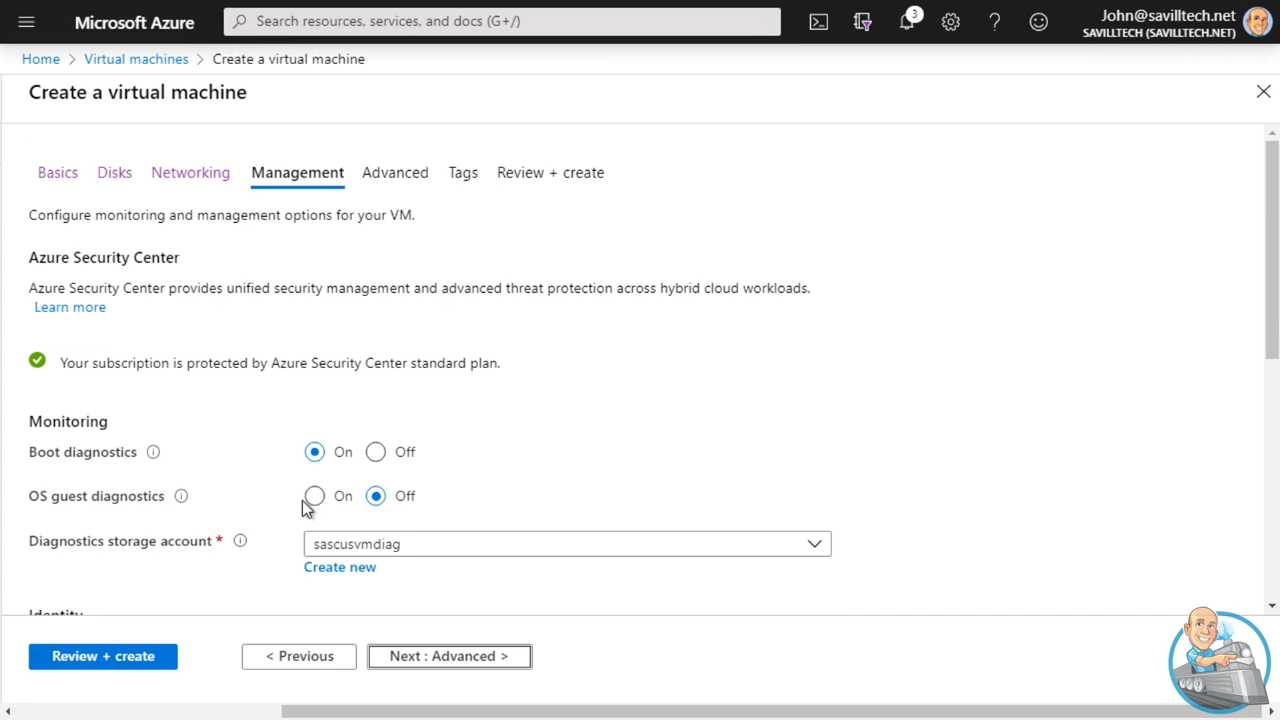 Microsoft Azure
Search resources, services, and docs (G+/)
3
?
John@savilltech.net
SAVILLTECH (SAVILLTECH.NET)
Home > Virtual machines > Create a virtual machine
Create a virtual machine
Basics Disks Networking Management Advanced Tags Review + create
Configure monitoring and management options for your VM.
Azure Security Center
Azure Security Center provides unified security management and advanced threat protection across hybrid cloud workloads.
Learn more
Your subscription is protected by Azure Security Center standard plan.
Monitoring
Boot diagnostics On Off
OS guest diagnostics On Off
Diagnostics storage account * sascusvmdiag
Create new
Identity
Review + create < Previous Next : Advanced >